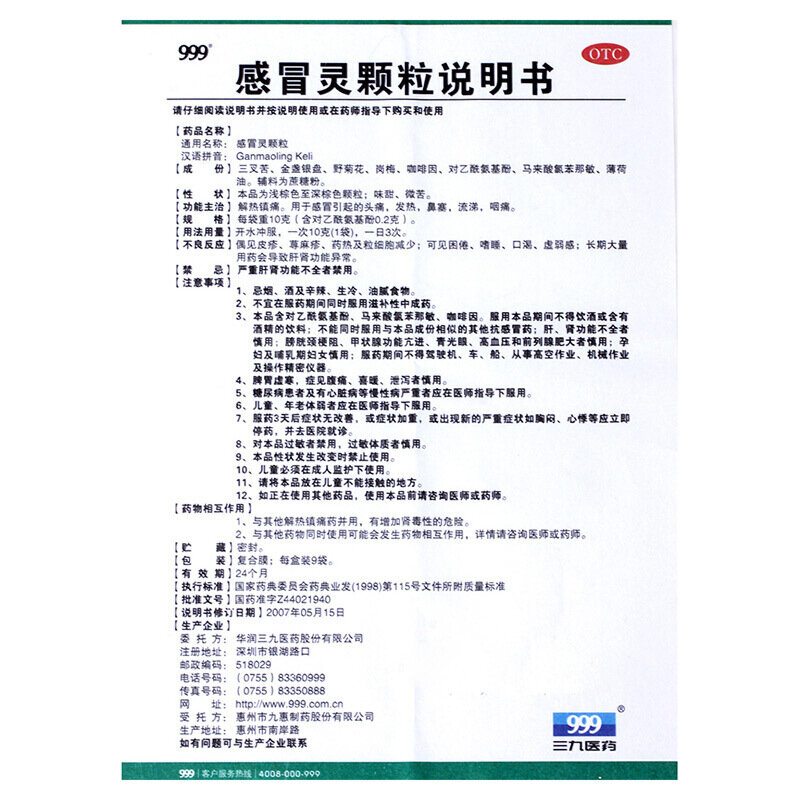 999®
OTC
感冒灵颗粒说明书
请仔细阅读说明书并按说明使用或在药师指导下购买和使用
【药品名称】
通用名称：感冒灵颗粒
汉语拼音：Ganmaoling Keli
【成 份】三叉苦、金盏银盘、野菊花、岗梅、咖啡因、对乙酰氨基酚、马来酸氯苯那敏、薄荷
油。辅料为蔗糖粉。
【性 状】本品为浅棕色至深棕色颗粒；味甜、微苦。
【功能主治】解热镇痛。用于感冒引起的头痛，发热，鼻塞，流涕，咽痛。
【规 格】每袋重10克（含对乙酰氨基酚0.2克）。
【用法用量】开水冲服，一次10克(1袋)，一日3次。
【不良反应】偶见皮疹、荨麻疹、药热及粒细胞减少；可见困倦、嗜睡、口渴、虚弱感；长期大量
用药会导致肝肾功能异常。
【禁 忌】严重肝肾功能不全者禁用。
【注意事项】
1、忌烟、酒及辛辣、生冷、油腻食物。
2、不宜在服药期间同时服用滋补性中成药。
3、本品含对乙酰氨基酚、马来酸氯苯那敏、咖啡因。服用本品期间不得饮酒或含有
酒精的饮料；不能同时服用与本品成份相似的其他抗感冒药；肝、肾功能不全者
慎用；膀胱颈梗阻、甲状腺功能亢进、青光眼、高血压和前列腺肥大者慎用；孕
妇及哺乳期妇女慎用；服药期间不得驾驶机、车、船、从事高空作业、机械作业
及操作精密仪器。
4、脾胃虚寒，症见腹痛、喜暖、泄泻者慎用。
5、糖尿病患者及有心脏病等慢性病严重者应在医师指导下服用。
6、儿童、年老体弱者应在医师指导下服用。
7、服药3天后症状无改善，或症状加重，或出现新的严重症状如胸闷、心悸等应立即
停药，并去医院就诊。
8、对本品过敏者禁用，过敏体质者慎用。
9、本品性状发生改变时禁止使用。
10、儿童必须在成人监护下使用。
11、请将本品放在儿童不能接触的地方。
12、如正在使用其他药品，使用本品前请咨询医师或药师。
【药物相互作用】
1、与其他解热镇痛药并用，有增加肾毒性的危险。
2、与其他药物同时使用可能会发生药物相互作用，详情请咨询医师或药师。
【贮 藏】密封。
【包 装】复合膜；每盒装9袋。
【有 效 期】24个月
【执行标准】国家药典委员会药典业发(1998)第115号文件所附质量标准
【批准文号】国药准字Z44021940
【说明书修订日期】2007年05月15日
【生产企业】
委 托 方：华润三九医药股份有限公司
注册地址：深圳市银湖路口
邮政编码：518029
电话号码：(0755) 83360999
传真号码：(0755) 83350888
网 址：http://www.999.com.cn
受 托 方：惠州市九惠制药股份有限公司
生产地址：惠州市南岸路
如有问题可与生产企业联系
999®
三九医药
999 | 客户服务热线 | 4008-000-999